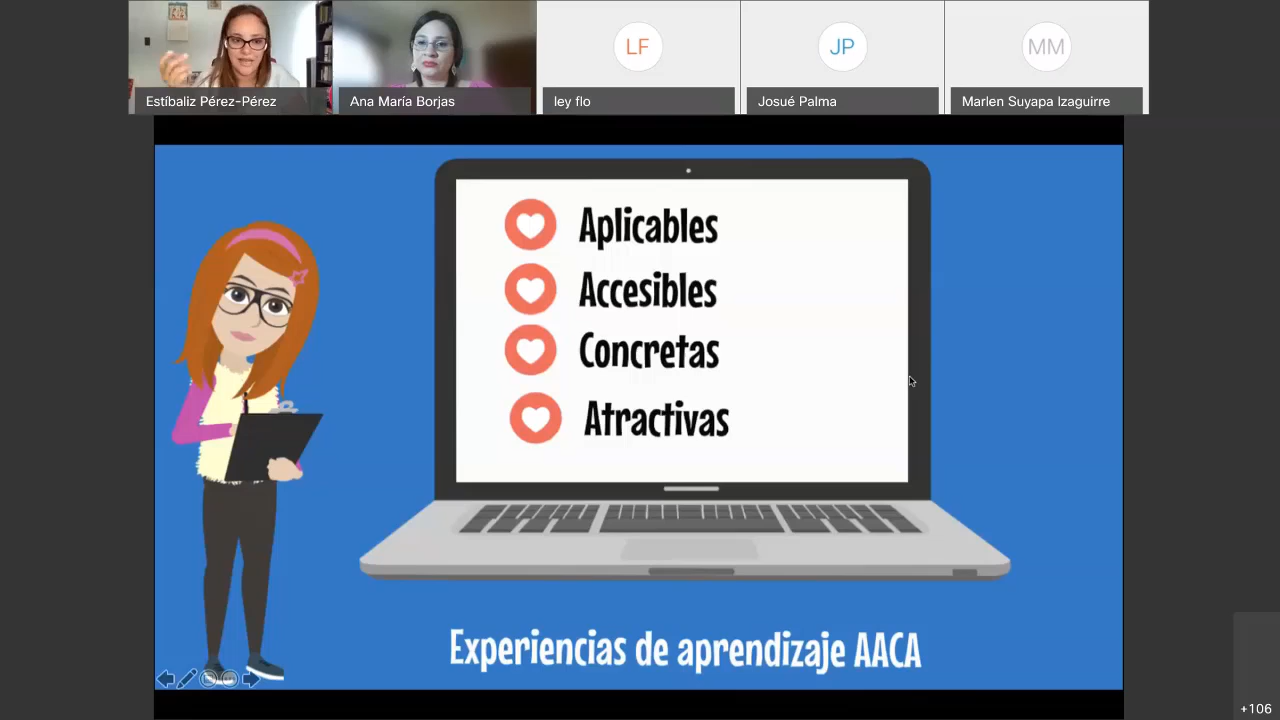 Estíbaliz Pérez-Pérez
Ana María Borjas
LF
ley flo
JP
Josué Palma
MM
Marlen Suyapa Izaguirre
Aplicables
Accesibles
Concretas
Atractivas
Experiencias de aprendizaje AACA
+106